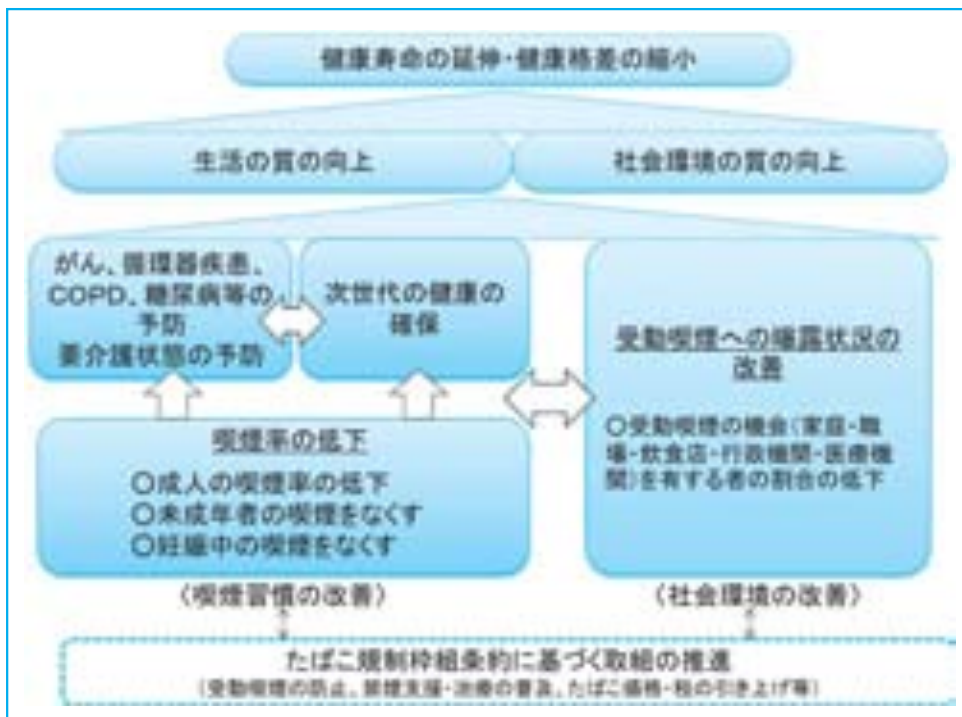 健康寿命の延伸・健康格差の縮小
生活の質の向上
社会環境の質の向上
がん、循環器疾患、
COPD、糖尿病等の
予防
要介護状態の予防
次世代の健康の
確保
受動喫煙への曝露状況の
改善
〇受動喫煙の機会(家庭・職
場・飲食店・行政機関・医療機
関)を有する者の割合の低下
喫煙率の低下
〇成人の喫煙率の低下
〇未成年者の喫煙をなくす
〇妊娠中の喫煙をなくす
〈喫煙習慣の改善〉
〈社会環境の改善〉
たばこ規制枠組条約に基づく取組の推進
(受動喫煙の防止、禁煙支援・治療の普及、たばこ価格・税の引き上げ等)